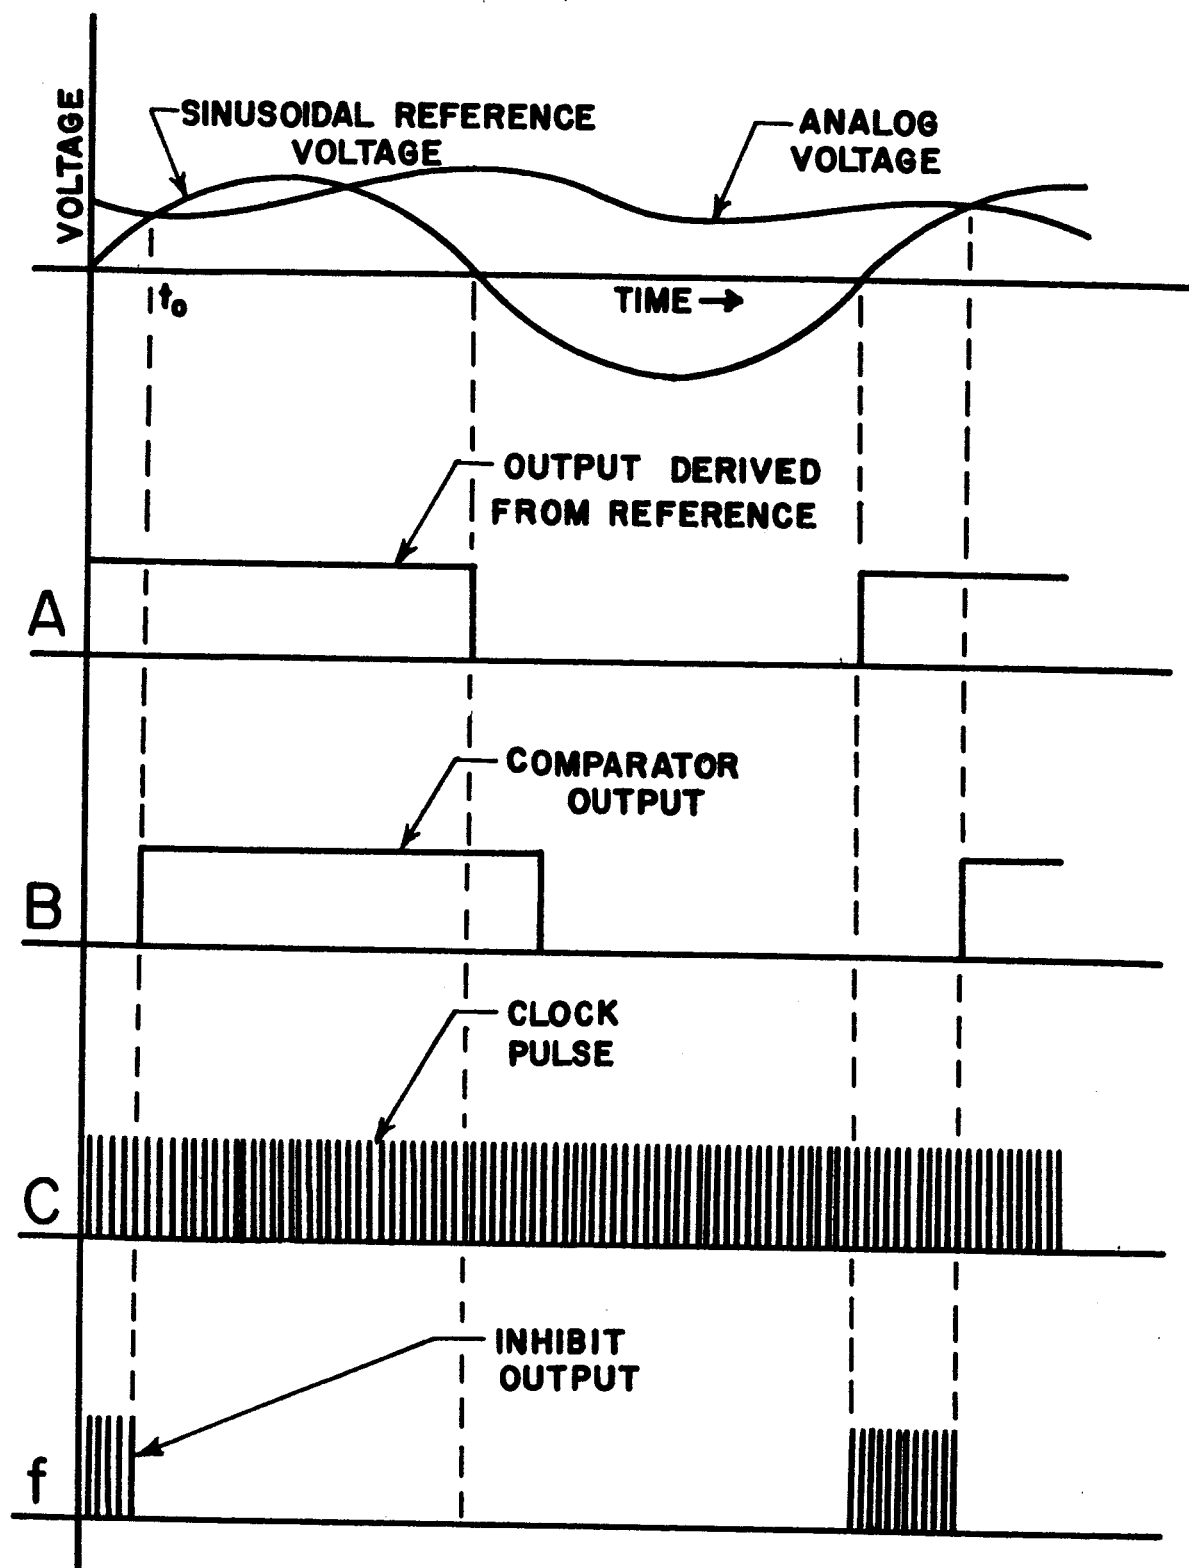 VOLTAGE
SINUSOIDAL REFERENCE
VOLTAGE
ANALOG
VOLTAGE
t₀
TIME →
OUTPUT DERIVED
FROM REFERENCE
A
COMPARATOR
OUTPUT
B
CLOCK
PULSE
C
INHIBIT
OUTPUT
f